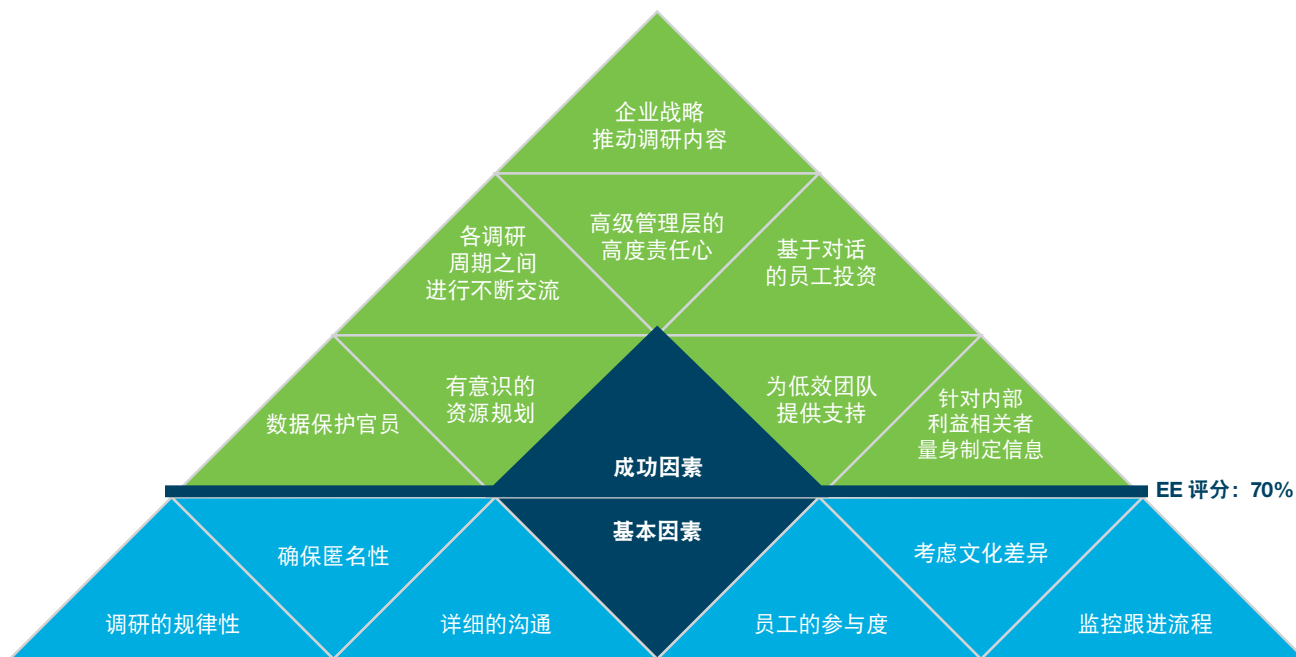 企业战略
推动调研内容
各调研
周期之间
进行不断交流
高级管理层的
高度责任心
基于对话
的员工投资
数据保护官员
有意识的
资源规划
成功因素
为低效团队
提供支持
针对内部
利益相关者
量身制定信息
EE 评分：70%
调研的规律性
确保匿名性
详细的沟通
基本因素
员工的参与度
考虑文化差异
监控跟进流程